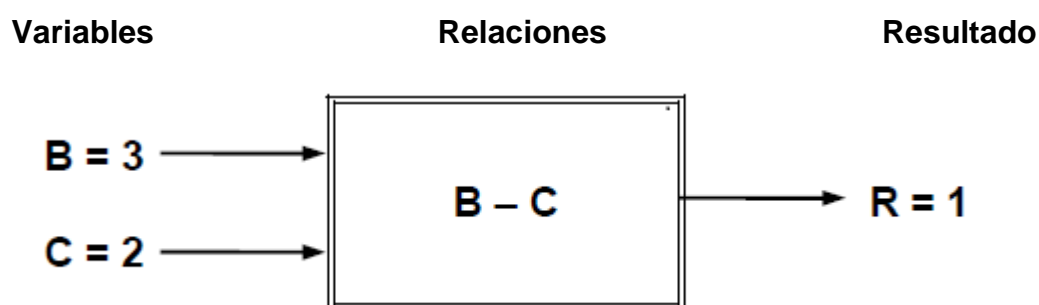 Variables Relaciones Resultado
B = 3
B – C
R = 1
C = 2